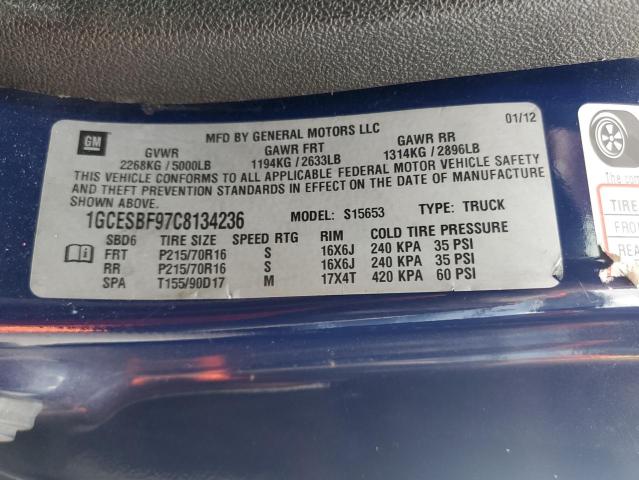 GM
MFD BY GENERAL MOTORS LLC 01/12
GVWR GAWR FRT GAWR RR
2268KG / 5000LB 1194KG / 2633LB 1314KG / 2896LB
THIS VEHICLE CONFORMS TO ALL APPLICABLE FEDERAL MOTOR VEHICLE SAFETY
AND THEFT PREVENTION STANDARDS IN EFFECT ON THE DATE OF MANUFACTURE
SHOWN ABOVE.
1GCESBF97C8134236 MODEL: S15653 TYPE: TRUCK
SBD6 TIRE SIZE SPEED RTG RIM COLD TIRE PRESSURE
FRT P215/70R16 S 16X6J 240 KPA 35 PSI
RR P215/70R16 S 16X6J 240 KPA 35 PSI
SPA T155/90D17 M 17X4T 420 KPA 60 PSI
The
TIRE
FRO
REA